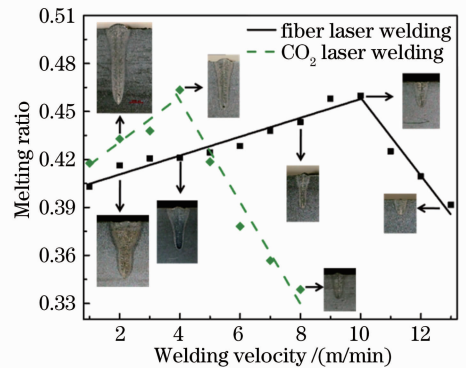 fiber laser welding
CO₂ laser welding
Melting ratio
0.51
0.48
0.45
0.42
0.39
0.36
0.33
2 4 6 8 10 12
Welding velocity /(m/min)